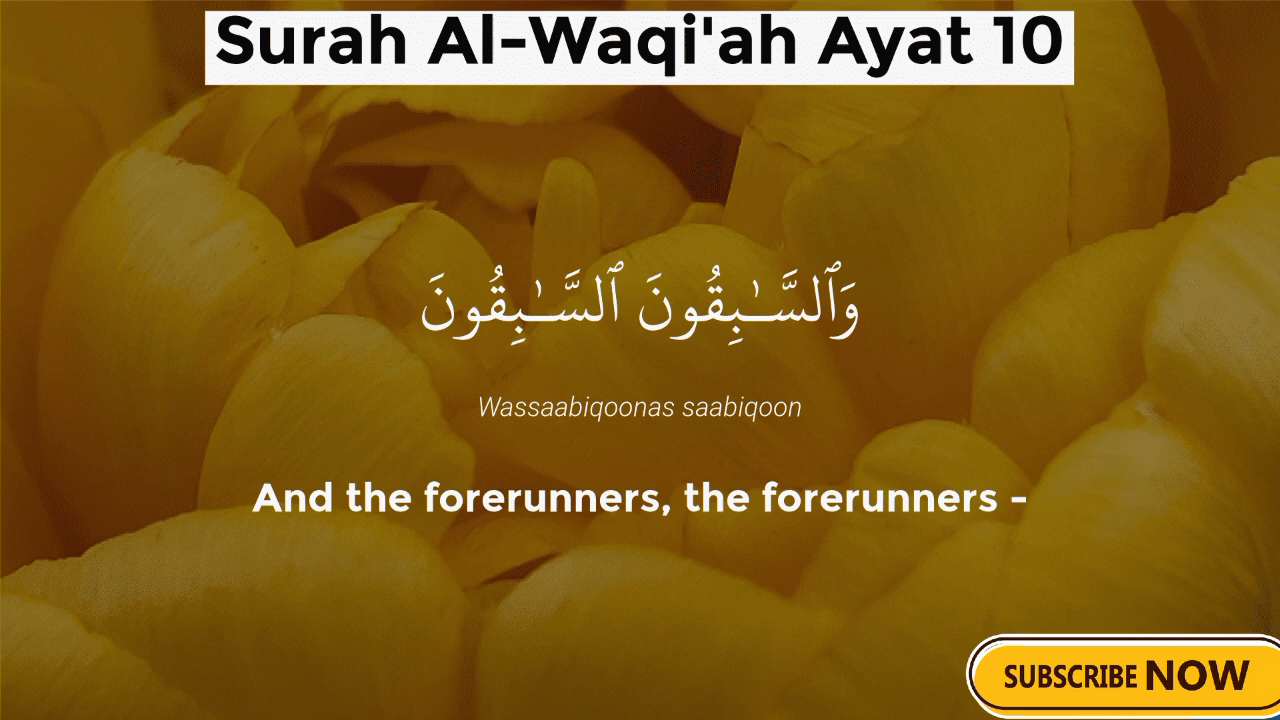 Surah Al-Waqi'ah Ayat 10
وَٱلسَّـٰبِقُونَ ٱلسَّـٰبِقُونَ
Wassaabiqoonas saabiqoon
And the forerunners, the forerunners -
SUBSCRIBE NOW